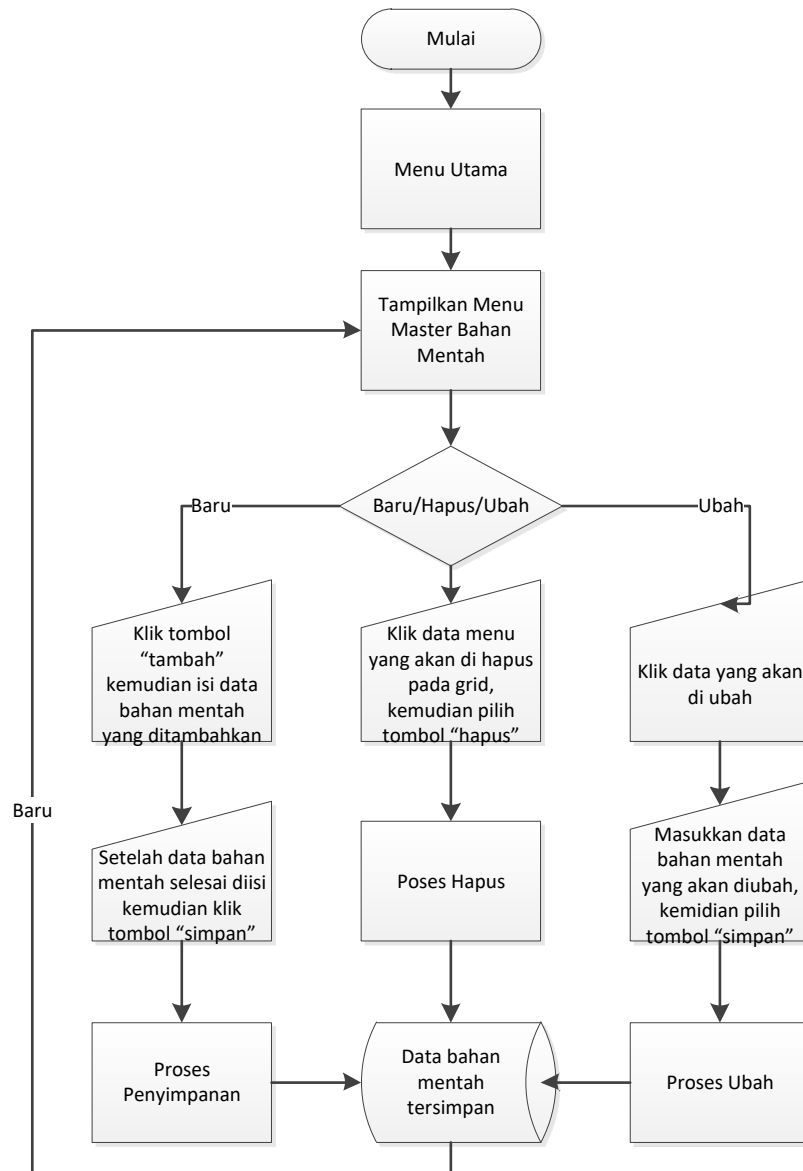 Mulai
Menu Utama
Tampilkan Menu
Master Bahan
Mentah
Baru/Hapus/Ubah
Baru
Ubah
Klik tombol
“tambah”
kemudian isi data
bahan mentah
yang ditambahkan
Klik data menu
yang akan di hapus
pada grid,
kemudian pilih
tombol “hapus”
Klik data yang akan
di ubah
Baru
Setelah data bahan
mentah selesai diisi
kemudian klik
tombol “simpan”
Poses Hapus
Masukkan data
bahan mentah
yang akan diubah,
kemidian pilih
tombol “simpan”
Proses
Penyimpanan
Data bahan
mentah
tersimpan
Proses Ubah